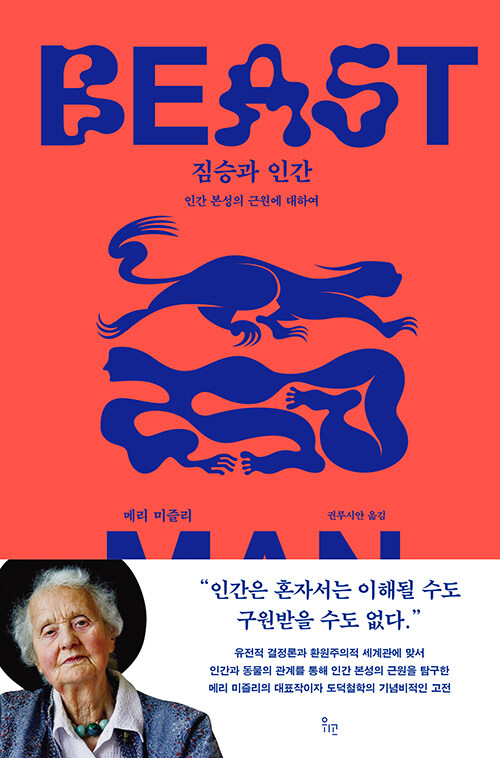 BEAST
짐승과 인간
인간 본성의 근원에 대하여
메리 미즐리
권루시안 옮김
MAN
“인간은 혼자서는 이해될 수도
구원받을 수도 없다.”
유전적 결정론과 환원주의적 세계관에 맞서
인간과 동물의 관계를 통해 인간 본성의 근원을 탐구한
메리 미즐리의 대표작이자 도덕철학의 기념비적인 고전
위고